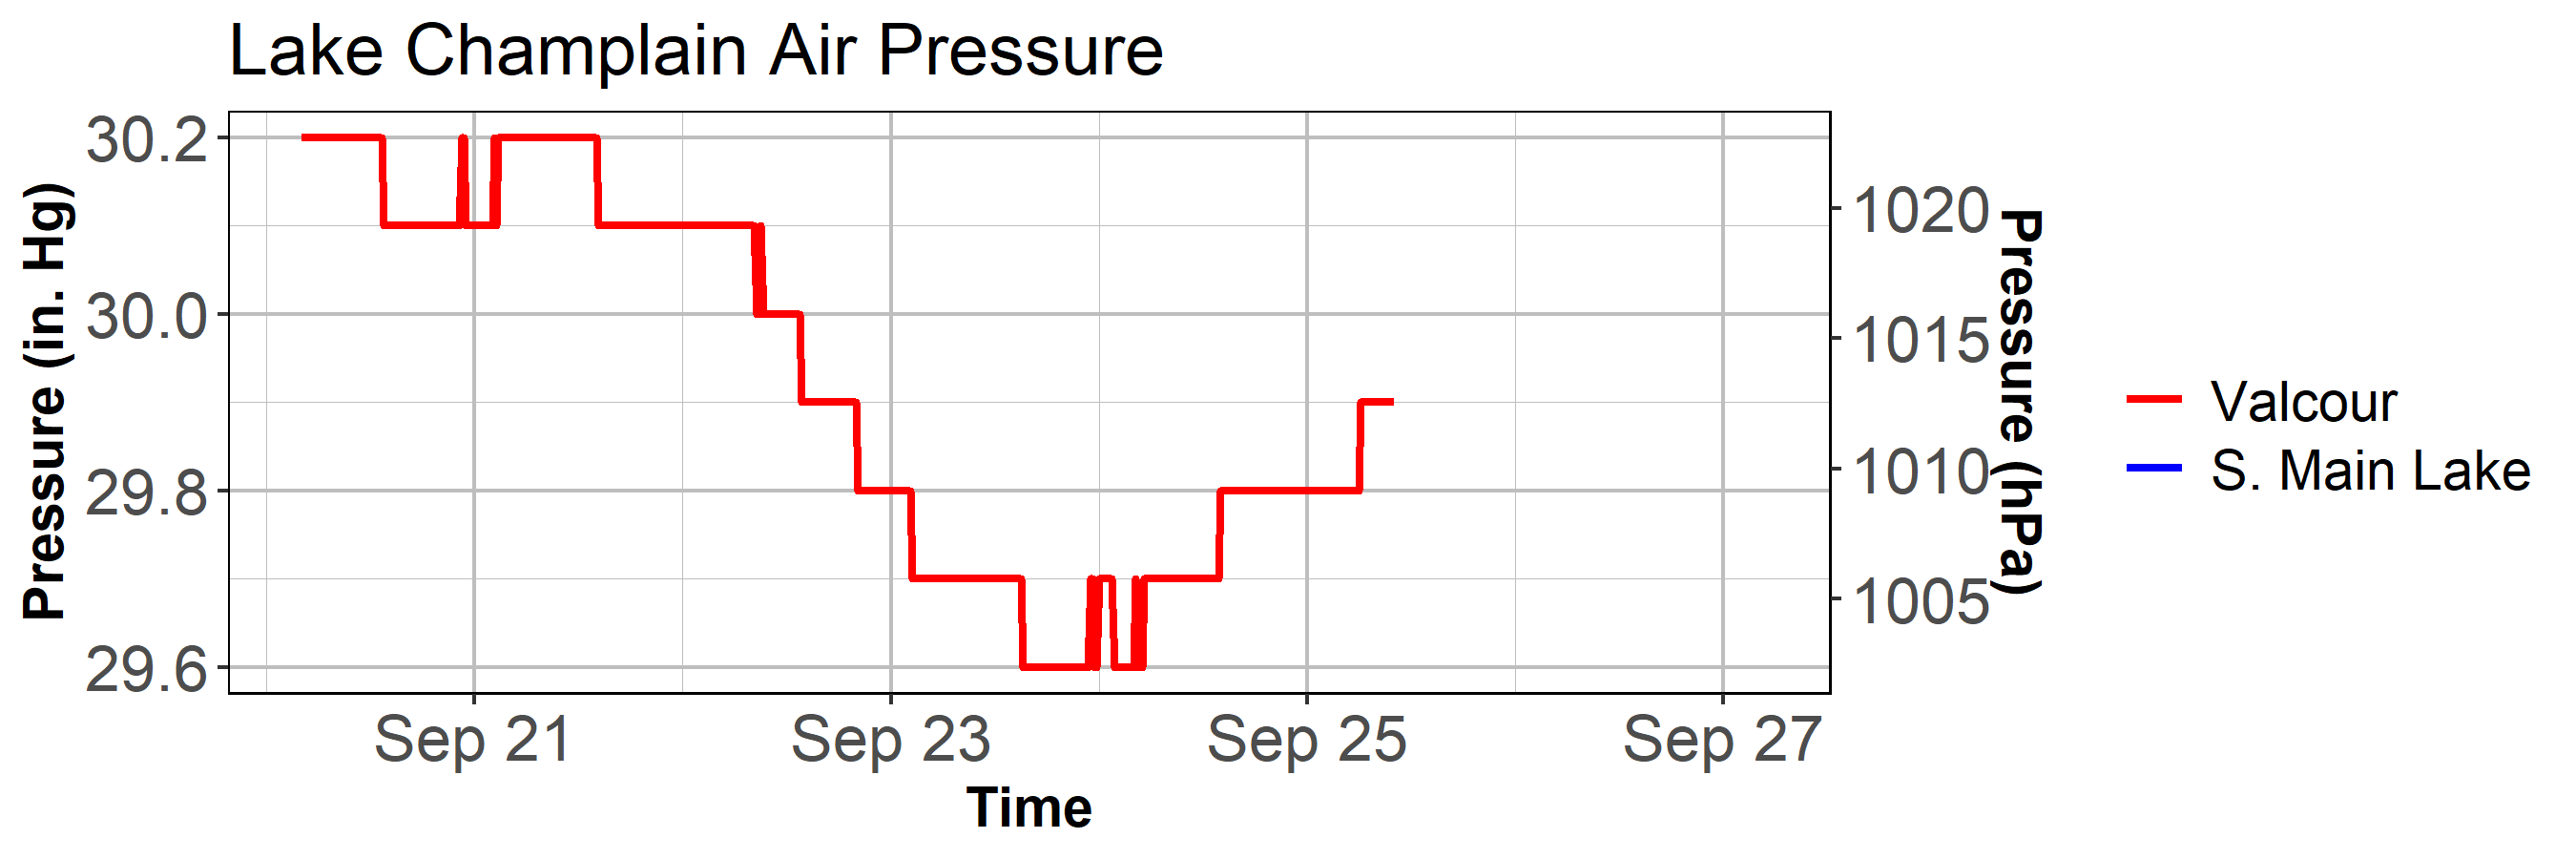 Lake Champlain Air Pressure
Pressure (in. Hg)
30.2
30.0
29.8
29.6
1020
1015
1010
1005
Pressure (hPa)
Sep 21
Sep 23
Sep 25
Sep 27
Time
Valcour
S. Main Lake